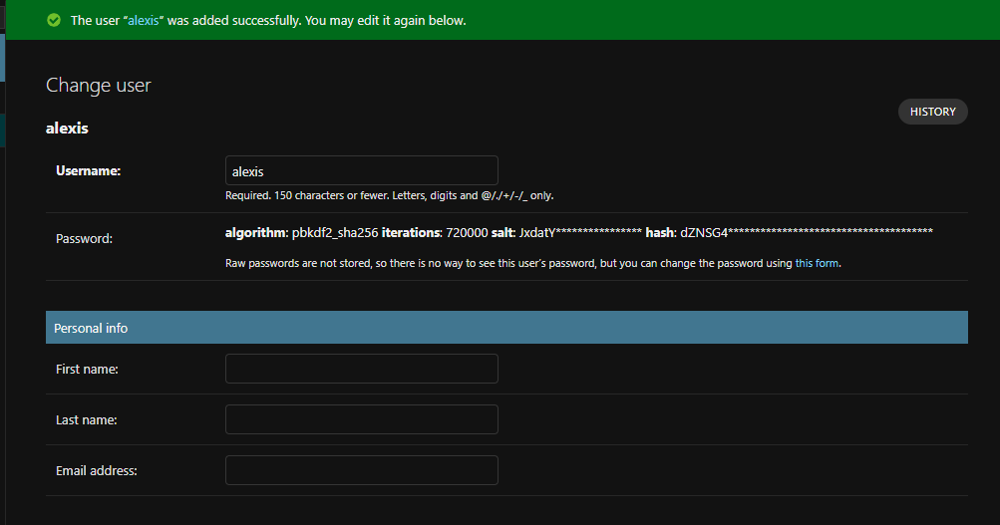 The user “alexis” was added successfully. You may edit it again below.
Change user
HISTORY
alexis
Username:
alexis
Required. 150 characters or fewer. Letters, digits and @/./+/-/_ only.
Password:
algorithm: pbkdf2_sha256 iterations: 720000 salt: JxdatY**************** hash: dZNSG4**************************************
Raw passwords are not stored, so there is no way to see this user’s password, but you can change the password using this form.
Personal info
First name:
Last name:
Email address: